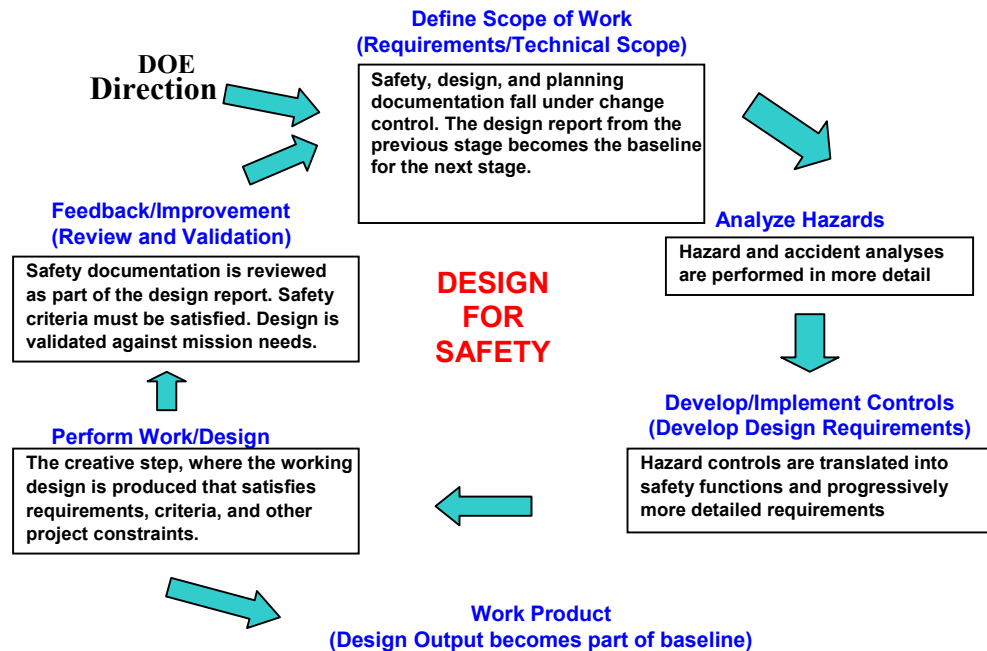 Define Scope of Work
(Requirements/Technical Scope)
DOE
Direction
Safety, design, and planning
documentation fall under change
control. The design report from the
previous stage becomes the baseline
for the next stage.
Analyze Hazards
Hazard and accident analyses
are performed in more detail
Feedback/Improvement
(Review and Validation)
Safety documentation is reviewed
as part of the design report. Safety
criteria must be satisfied. Design is
validated against mission needs.
DESIGN
FOR
SAFETY
Develop/Implement Controls
(Develop Design Requirements)
Hazard controls are translated into
safety functions and progressively
more detailed requirements
Perform Work/Design
The creative step, where the working
design is produced that satisfies
requirements, criteria, and other
project constraints.
Work Product
(Design Output becomes part of baseline)